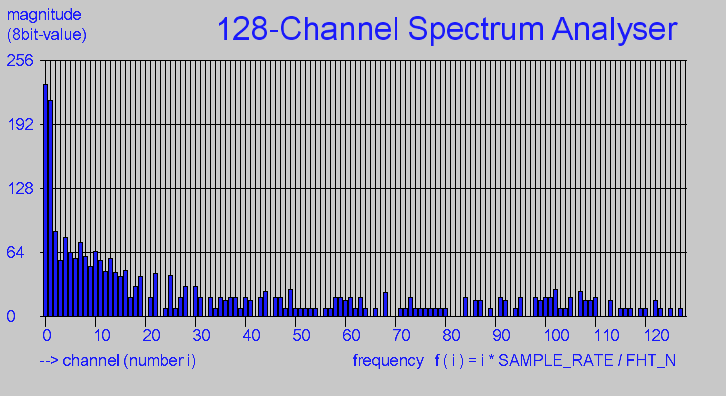 magnitude
(8bit-value)
128-Channel Spectrum Analyser
256
192
128
64
0
0 10 20 30 40 50 60 70 80 90 100 110 120
--> channel (number i)
frequency f ( i ) = i * SAMPLE_RATE / FHT_N